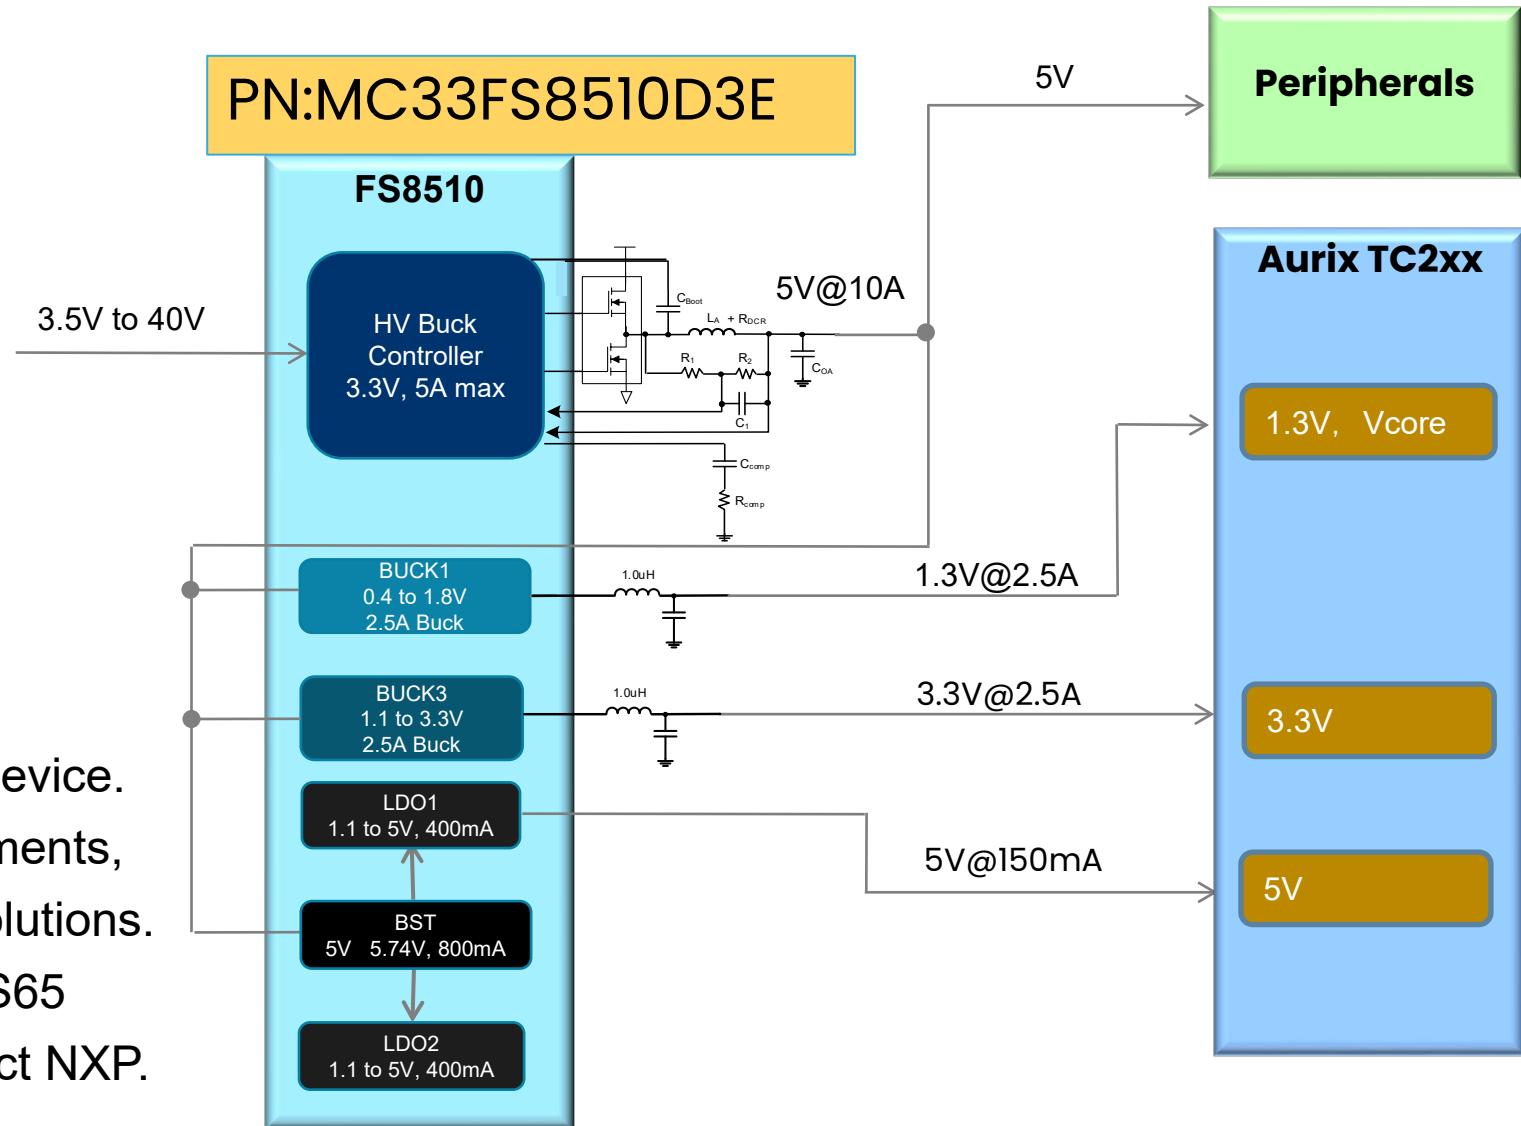 PN:MC33FS8510D3E
5V
Peripherals
FS8510
Aurix TC2xx
3.5V to 40V
HV Buck
Controller
3.3V, 5A max
CBoot
LA + RDCR
5V@10A
R1
R2
COA
C1
Ccomp
Rcomp
1.3V, Vcore
BUCK1
0.4 to 1.8V
2.5A Buck
1.0uH
1.3V@2.5A
BUCK3
1.1 to 3.3V
2.5A Buck
1.0uH
3.3V@2.5A
3.3V
evice.
ments,
olutions.
S65
ct NXP.
LDO1
1.1 to 5V, 400mA
5V@150mA
5V
BST
5V 5.74V, 800mA
LDO2
1.1 to 5V, 400mA